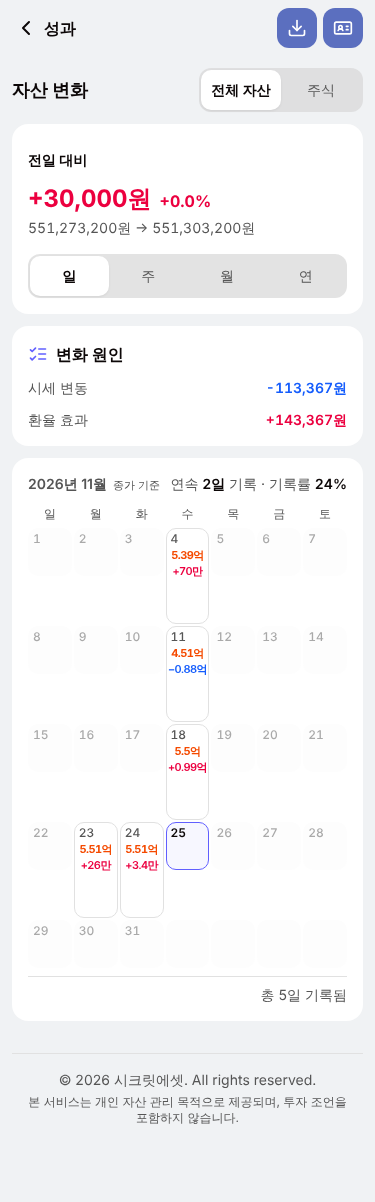 성과
자산 변화
전체 자산 주식
전일 대비
+30,000원 +0.0%
551,273,200원 → 551,303,200원
일 주 월 연
변화 원인
시세 변동 -113,367원
환율 효과 +143,367원
2026년 11월 종가 기준 연속 2일 기록 · 기록률 24%
일 월 화 수 목 금 토
1 2 3 4 5 6 7
5.39억
+70만
8 9 10 11 12 13 14
4.51억
−0.88억
15 16 17 18 19 20 21
5.5억
+0.99억
22 23 24 25 26 27 28
5.51억 5.51억
+26만 +3.4만
29 30 31
총 5일 기록됨
© 2026 시크릿에셋. All rights reserved.
본 서비스는 개인 자산 관리 목적으로 제공되며, 투자 조언을
포함하지 않습니다.